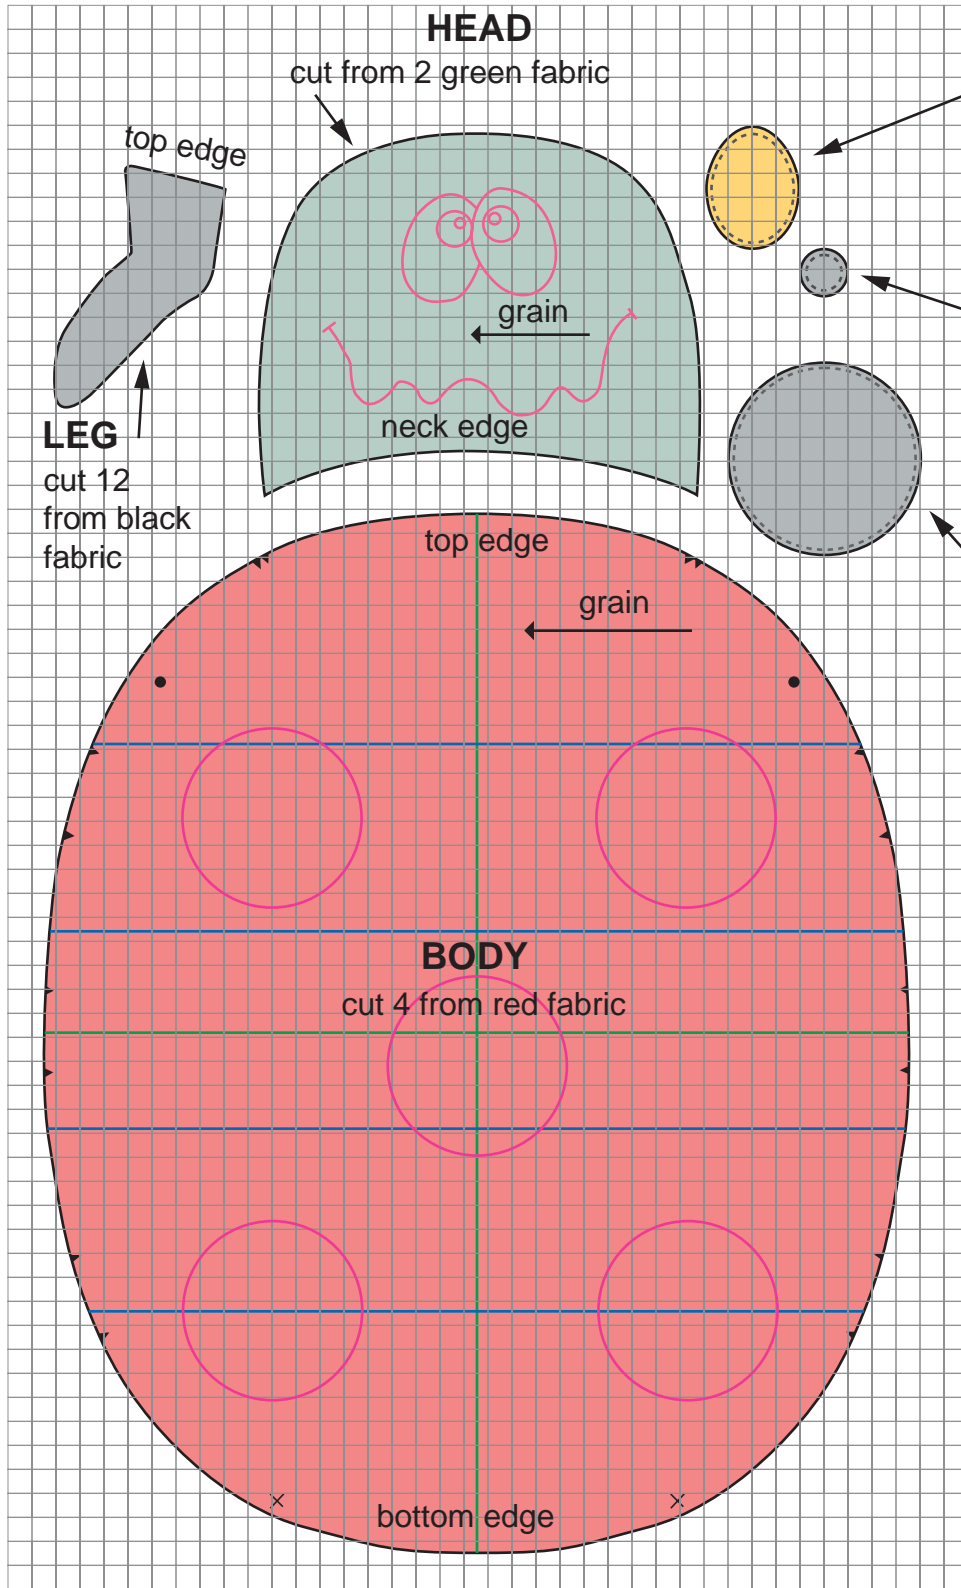 HEAD
cut from 2 green fabric
top edge
grain
neck edge
LEG
cut 12
from black
fabric
top edge
grain
BODY
cut 4 from red fabric
bottom edge